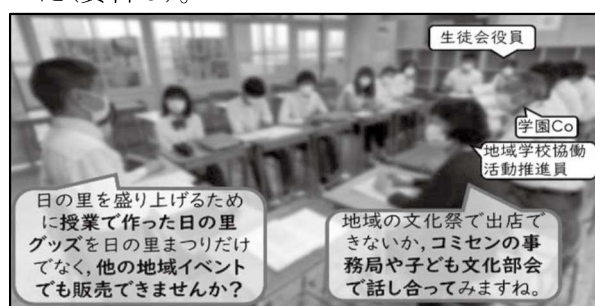 生徒会役員
学園Co
地域学校協働
活動推進員
日の里を盛り上げるため
に授業で作った日の里
グッズを日の里まつりだけ
でなく,他の地域イベント
でも販売できませんか？
地域の文化祭で出店で
きないか,コミセンの事
務局や子ども文化部会
で話し合ってみますね。